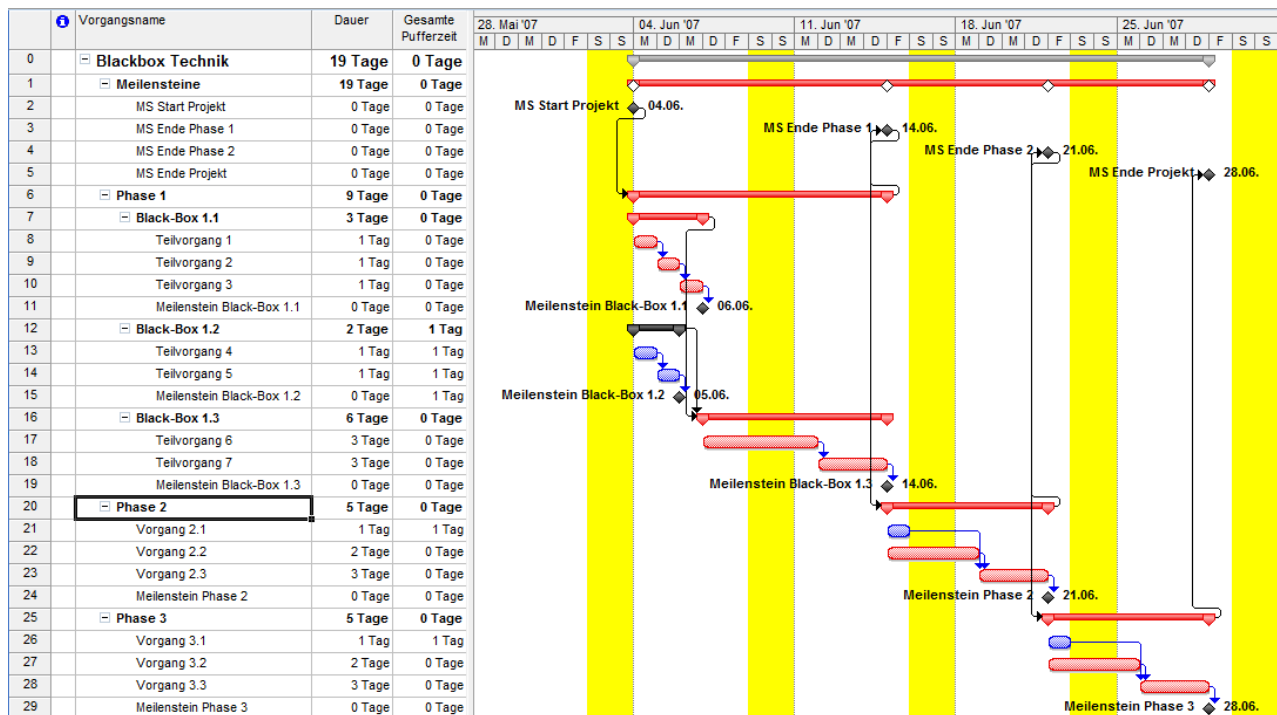 Vorgangsname Dauer Gesamte Pufferzeit 28. Mai '07 04. Jun '07 11. Jun '07 18. Jun '07 25. Jun '07
M D M D F S S M D M D F S S M D M D F S S M D M D F S S M D M D F S S
0 Blackbox Technik 19 Tage 0 Tage
1 Meilensteine 19 Tage 0 Tage
2 MS Start Projekt 0 Tage 0 Tage MS Start Projekt 04.06.
3 MS Ende Phase 1 0 Tage 0 Tage MS Ende Phase 1 14.06.
4 MS Ende Phase 2 0 Tage 0 Tage MS Ende Phase 2 21.06.
5 MS Ende Projekt 0 Tage 0 Tage MS Ende Projekt 28.06.
6 Phase 1 9 Tage 0 Tage
7 Black-Box 1.1 3 Tage 0 Tage
8 Teilvorgang 1 1 Tag 0 Tage
9 Teilvorgang 2 1 Tag 0 Tage
10 Teilvorgang 3 1 Tag 0 Tage
11 Meilenstein Black-Box 1.1 0 Tage 0 Tage Meilenstein Black-Box 1.1 06.06.
12 Black-Box 1.2 2 Tage 1 Tag
13 Teilvorgang 4 1 Tag 1 Tag
14 Teilvorgang 5 1 Tag 1 Tag
15 Meilenstein Black-Box 1.2 0 Tage 1 Tag Meilenstein Black-Box 1.2 05.06.
16 Black-Box 1.3 6 Tage 0 Tage
17 Teilvorgang 6 3 Tage 0 Tage
18 Teilvorgang 7 3 Tage 0 Tage
19 Meilenstein Black-Box 1.3 0 Tage 0 Tage Meilenstein Black-Box 1.3 14.06.
20 Phase 2 5 Tage 0 Tage
21 Vorgang 2.1 1 Tag 1 Tag
22 Vorgang 2.2 2 Tage 0 Tage
23 Vorgang 2.3 3 Tage 0 Tage
24 Meilenstein Phase 2 0 Tage 0 Tage Meilenstein Phase 2 21.06.
25 Phase 3 5 Tage 0 Tage
26 Vorgang 3.1 1 Tag 1 Tag
27 Vorgang 3.2 2 Tage 0 Tage
28 Vorgang 3.3 3 Tage 0 Tage
29 Meilenstein Phase 3 0 Tage 0 Tage Meilenstein Phase 3 28.06.